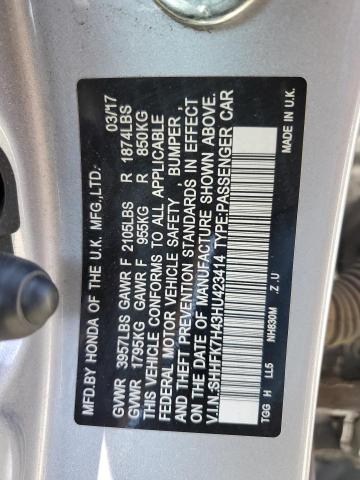 MFD.BY HONDA OF THE U.K. MFG.,LTD. 03/17
GVWR 3957LBS GAWR F 2105LBS R 1874LBS
GVWR 1795KG GAWR F 955KG R 850KG
THIS VEHICLE CONFORMS TO ALL APPLICABLE
FEDERAL MOTOR VEHICLE SAFETY , BUMPER ,
AND THEFT PREVENTION STANDARDS IN EFFECT
ON THE DATE OF MANUFACTURE SHOWN ABOVE.
V.I.N.:SHHFK7H43HU423414 TYPE:PASSENGER CAR
TGG H LL5 NH830M .Z ,U
MADE IN U.K.